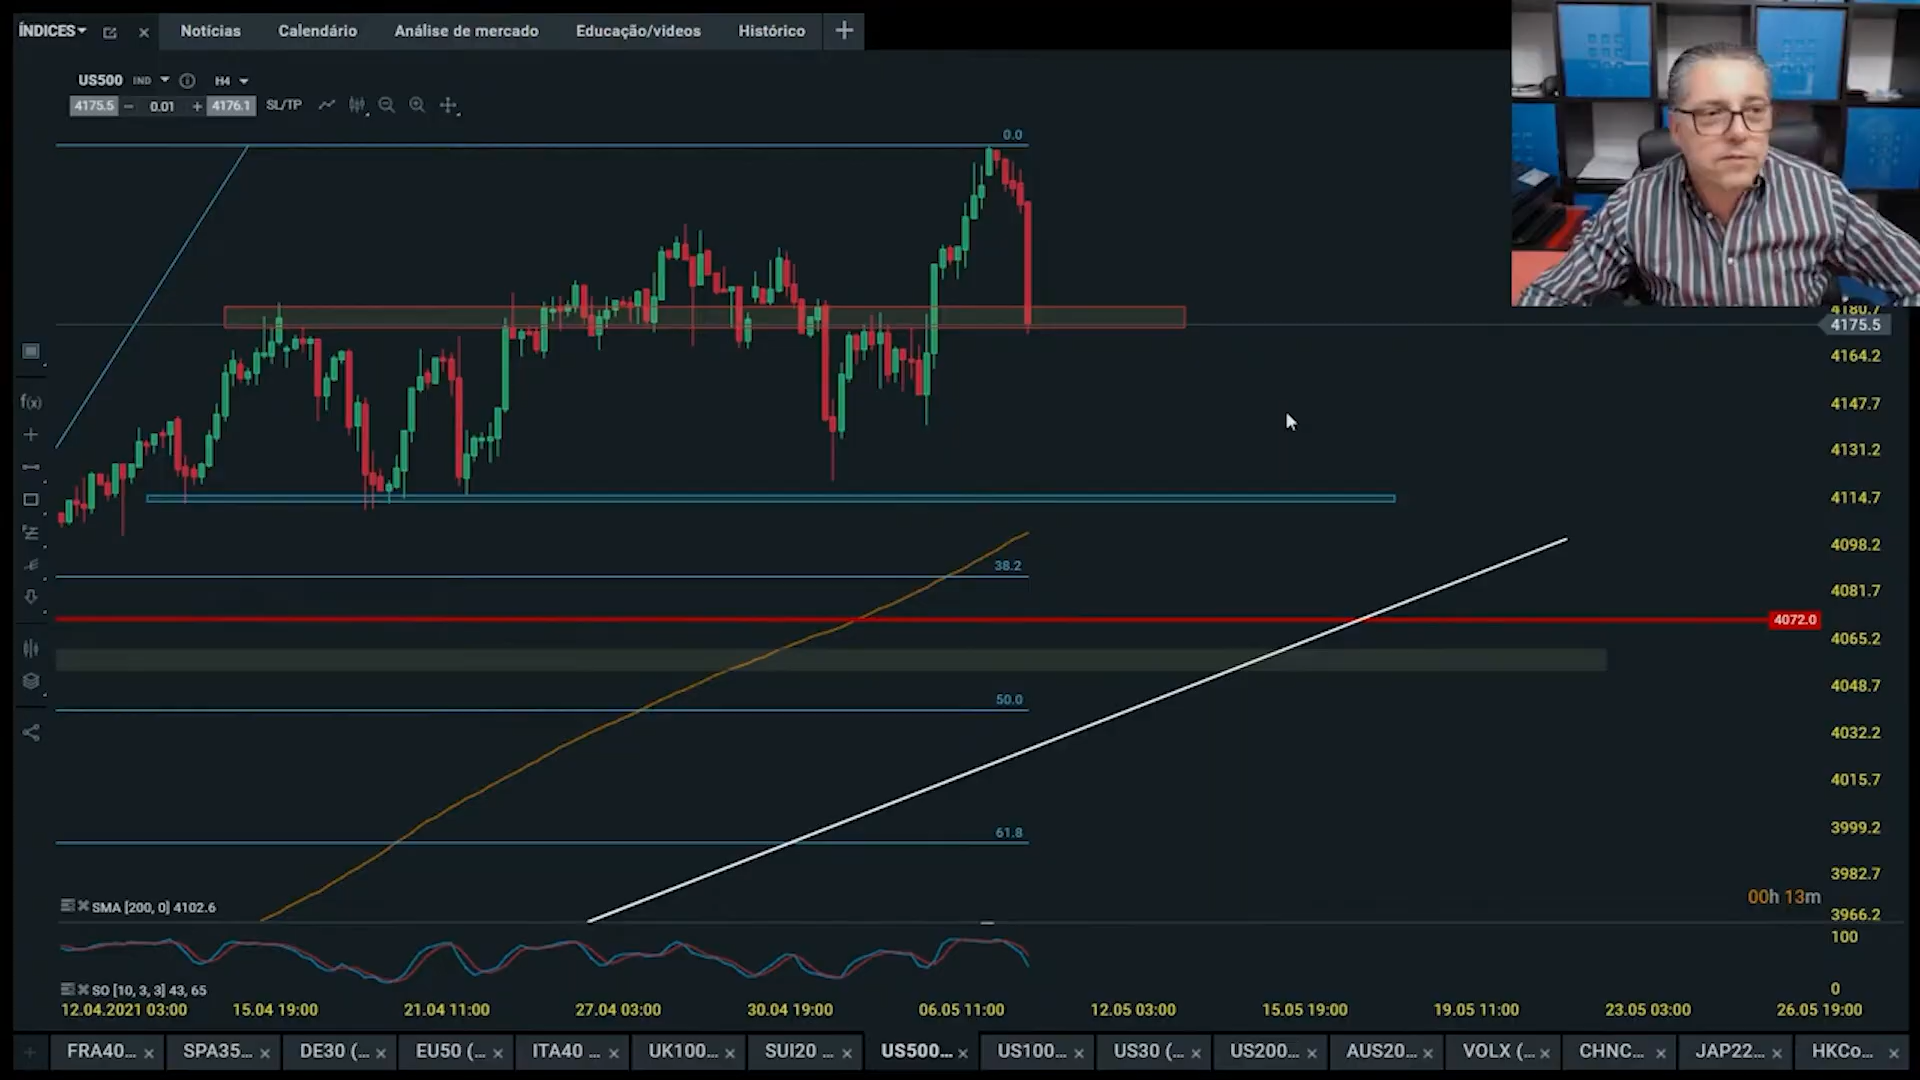 ÍNDICES
Notícias
Calendário
Análise de mercado
Educação/videos
Histórico
US500 IND
H4
4175.5
0.01
4176.1
SL/TP
0.0
38.2
50.0
61.8
4180.7
4175.5
4164.2
4147.7
4131.2
4114.7
4098.2
4081.7
4072.0
4065.2
4048.7
4032.2
4015.7
3999.2
3982.7
3966.2
f(x)
00h 13m
SMA [200, 0] 4102.6
100
0
SO [10, 3, 3] 43, 65
12.04.2021 03:00
15.04 19:00
21.04 11:00
27.04 03:00
30.04 19:00
06.05 11:00
12.05 03:00
15.05 19:00
19.05 11:00
23.05 03:00
26.05 19:00
FRA40...
SPA35...
DE30 (...
EU50 (...
ITA40 ...
UK100...
SUI20 ...
US500...
US100...
US30 (...
US200...
AUS20...
VOLX (...
CHNC...
JAP22...
HKCo...